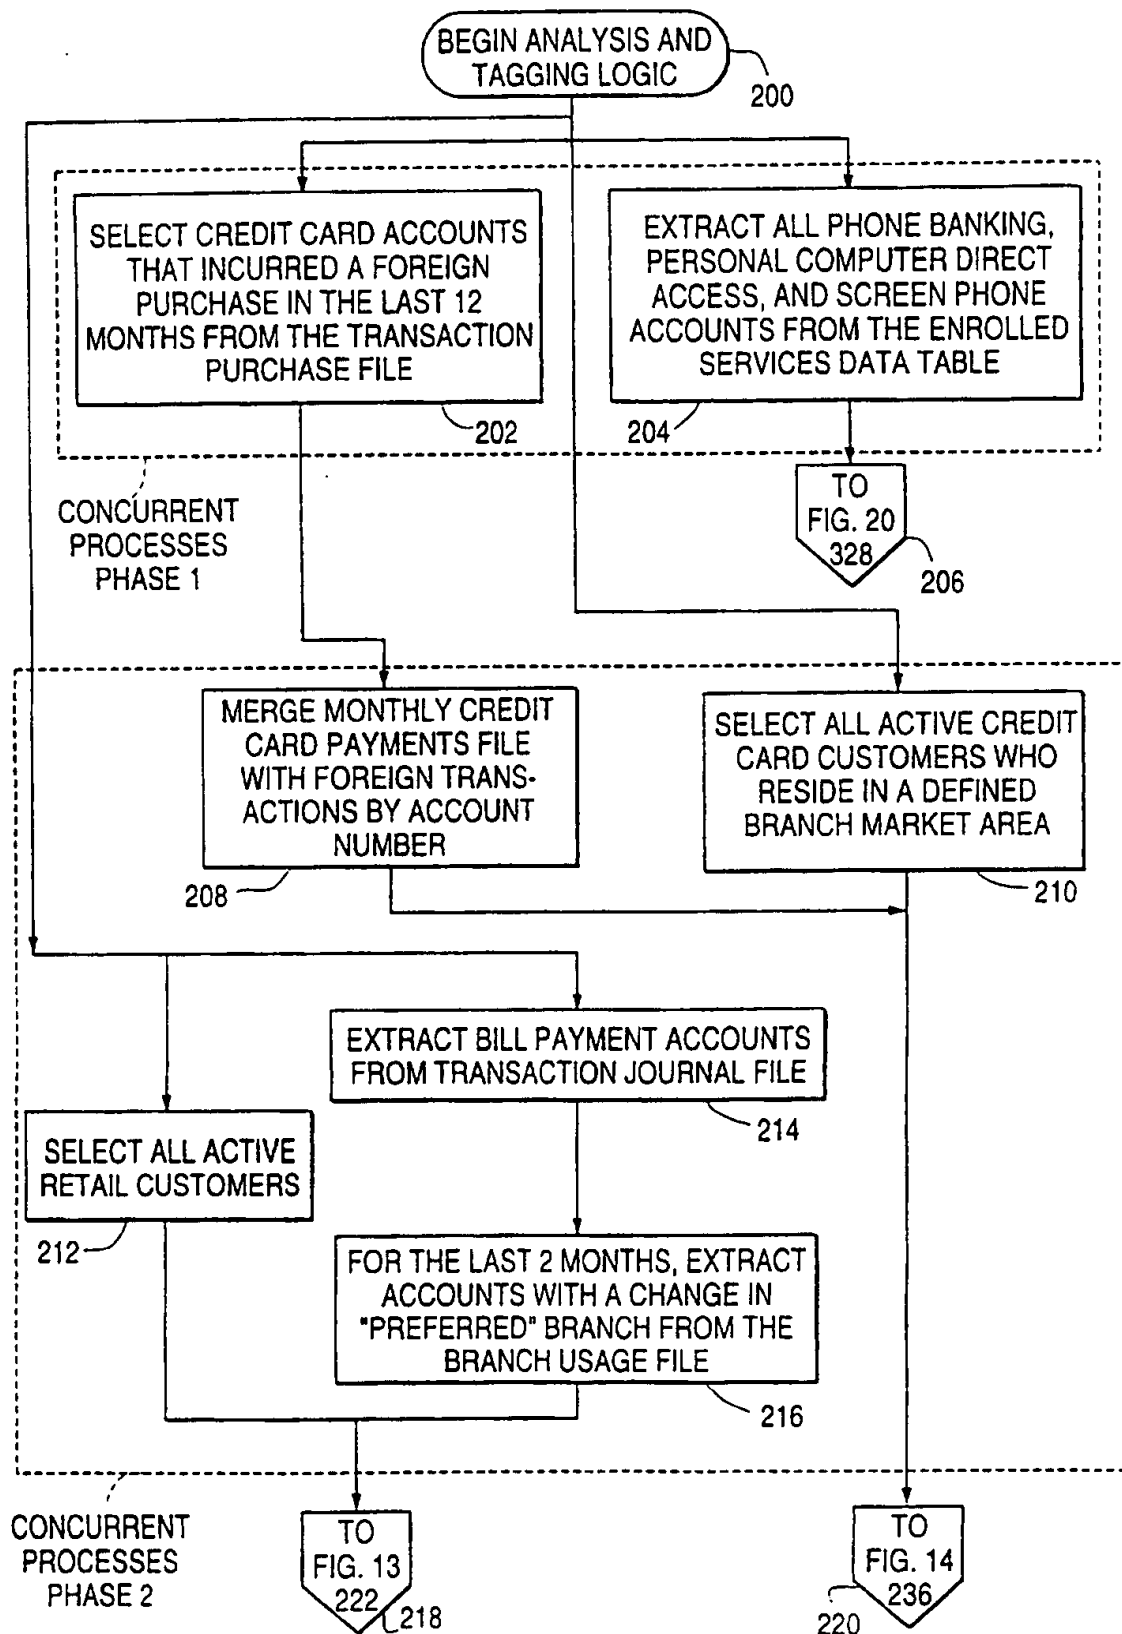 BEGIN ANALYSIS AND
TAGGING LOGIC
200
SELECT CREDIT CARD ACCOUNTS
THAT INCURRED A FOREIGN
PURCHASE IN THE LAST 12
MONTHS FROM THE TRANSACTION
PURCHASE FILE
202
EXTRACT ALL PHONE BANKING,
PERSONAL COMPUTER DIRECT
ACCESS, AND SCREEN PHONE
ACCOUNTS FROM THE ENROLLED
SERVICES DATA TABLE
204
CONCURRENT
PROCESSES
PHASE 1
TO
FIG. 20
328
206
MERGE MONTHLY CREDIT
CARD PAYMENTS FILE
WITH FOREIGN TRANS-
ACTIONS BY ACCOUNT
NUMBER
208
SELECT ALL ACTIVE CREDIT
CARD CUSTOMERS WHO
RESIDE IN A DEFINED
BRANCH MARKET AREA
210
EXTRACT BILL PAYMENT ACCOUNTS
FROM TRANSACTION JOURNAL FILE
214
SELECT ALL ACTIVE
RETAIL CUSTOMERS
212
FOR THE LAST 2 MONTHS, EXTRACT
ACCOUNTS WITH A CHANGE IN
"PREFERRED" BRANCH FROM THE
BRANCH USAGE FILE
216
CONCURRENT
PROCESSES
PHASE 2
TO
FIG. 13
222
218
TO
FIG. 14
236
220